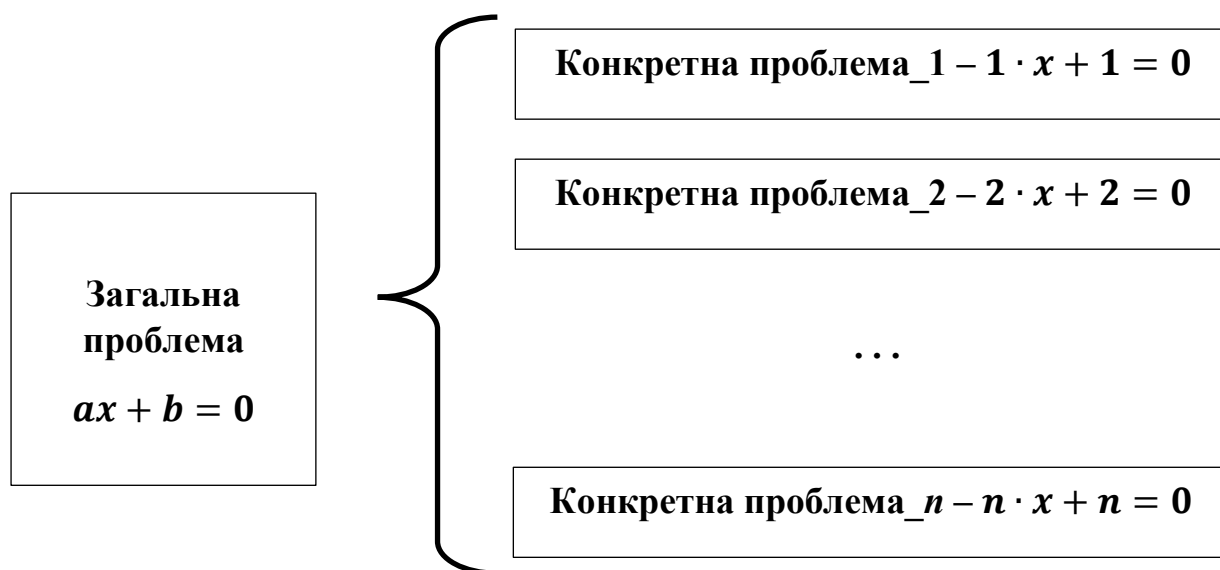 Загальна
проблема
𝒂𝒙 + 𝒃 = 𝟎
Конкретна проблема_1 – 𝟏 ∙ 𝒙 + 𝟏 = 𝟎
Конкретна проблема_2 – 𝟐 ∙ 𝒙 + 𝟐 = 𝟎
. . .
Конкретна проблема_n – 𝒏 ∙ 𝒙 + 𝒏 = 𝟎